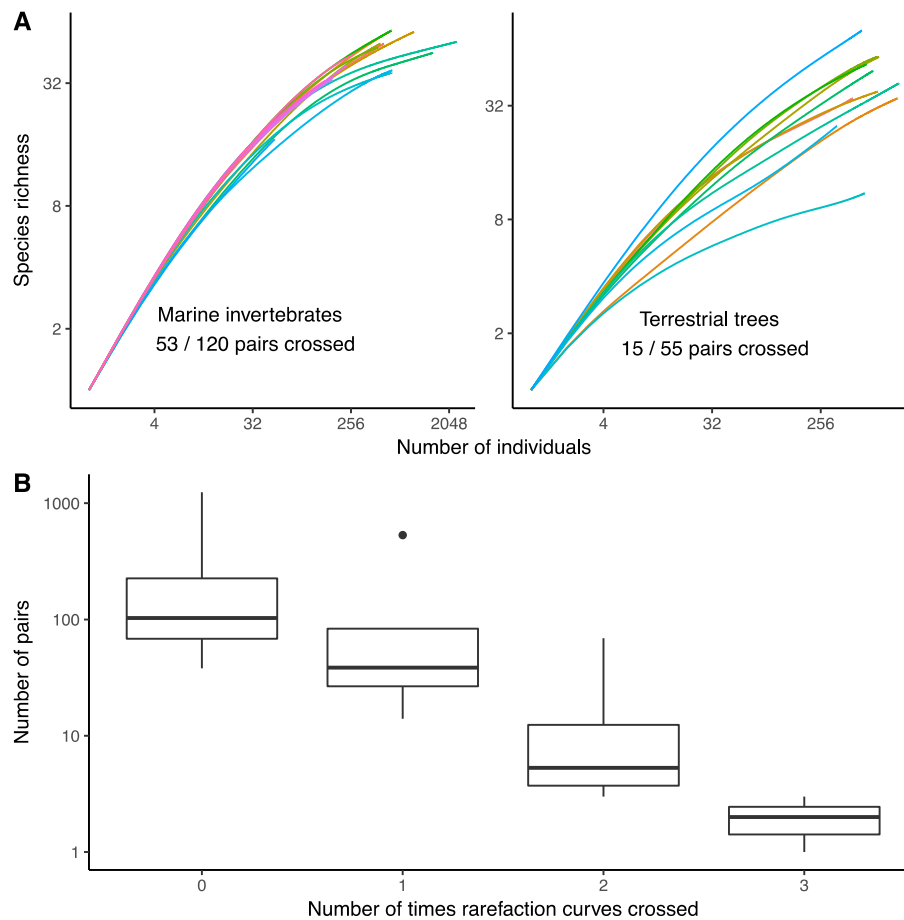 A
Species richness
32
8
2
Marine invertebrates
53 / 120 pairs crossed
4 32 256 2048
32
8
2
Terrestrial trees
15 / 55 pairs crossed
4 32 256
Number of individuals
B
Number of pairs
1000
100
10
1
0 1 2 3
Number of times rarefaction curves crossed